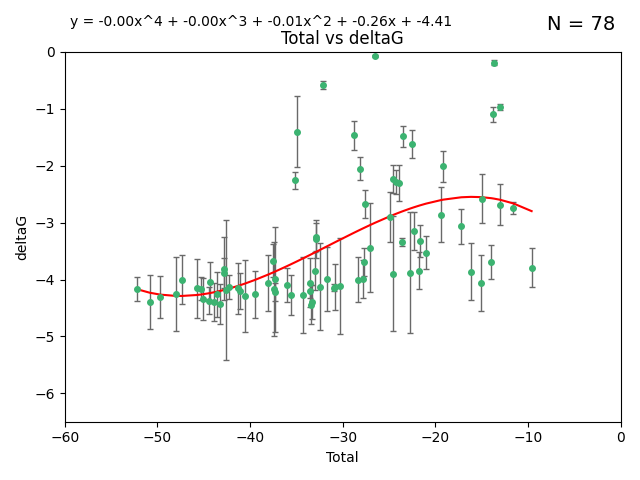 y = -0.00x^4 + -0.00x^3 + -0.01x^2 + -0.26x + -4.41
N = 78
Total vs deltaG
0
−1
−2
−3
−4
−5
−6
deltaG
−60 −50 −40 −30 −20 −10 0
Total